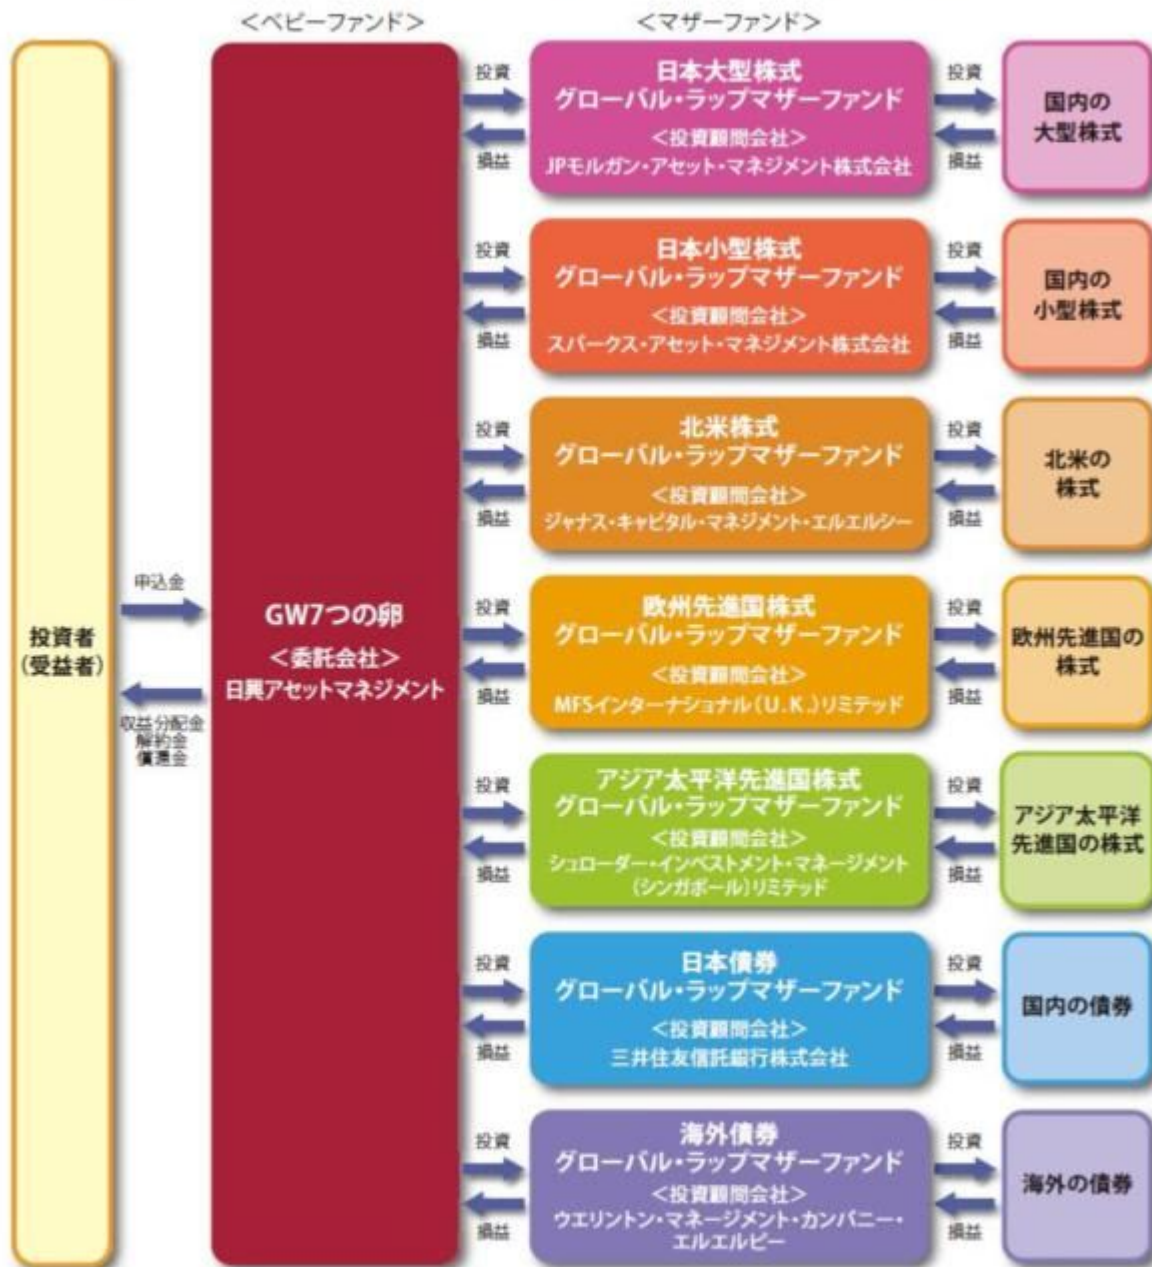 ＜ベビーファンド＞
＜マザーファンド＞
投資者
（受益者）
申込金
収益分配金
解約金
償還金
GW7つの卵
＜委託会社＞
日興アセットマネジメント
投資
損益
日本大型株式
グローバル・ラップマザーファンド
＜投資顧問会社＞
JPモルガン・アセット・マネジメント株式会社
投資
損益
国内の
大型株式
投資
損益
日本小型株式
グローバル・ラップマザーファンド
＜投資顧問会社＞
スパークス・アセット・マネジメント株式会社
投資
損益
国内の
小型株式
投資
損益
北米株式
グローバル・ラップマザーファンド
＜投資顧問会社＞
ジャナス・キャピタル・マネジメント・エルエルシー
投資
損益
北米の
株式
投資
損益
欧州先進国株式
グローバル・ラップマザーファンド
＜投資顧問会社＞
MFSインターナショナル（U.K.）リミテッド
投資
損益
欧州先進国の
株式
投資
損益
アジア太平洋先進国株式
グローバル・ラップマザーファンド
＜投資顧問会社＞
シュローダー・インベストメント・マネージメント
（シンガポール）リミテッド
投資
損益
アジア太平洋
先進国の株式
投資
損益
日本債券
グローバル・ラップマザーファンド
＜投資顧問会社＞
三井住友信託銀行株式会社
投資
損益
国内の債券
投資
損益
海外債券
グローバル・ラップマザーファンド
＜投資顧問会社＞
ウエリントン・マネージメント・カンパニー・
エルエルピー
投資
損益
海外の債券